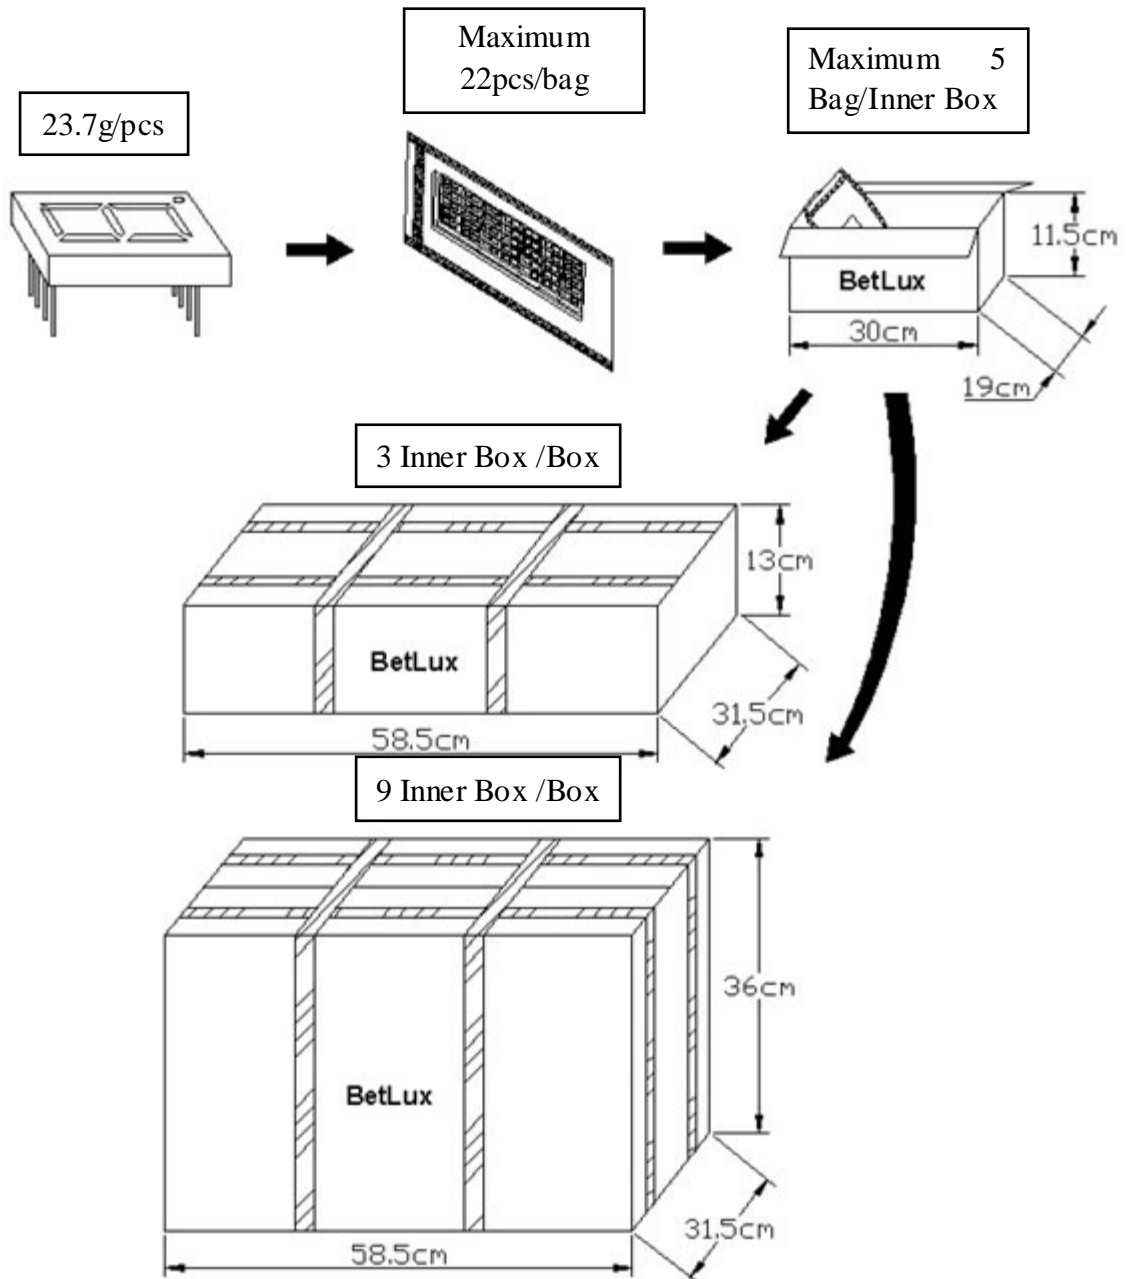 Maximum
22pcs/bag
Maximum 5
Bag/Inner Box
23.7g/pcs
11.5cm
BetLux
30cm
19cm
3 Inner Box /Box
13cm
BetLux
31.5cm
58.5cm
9 Inner Box /Box
36cm
BetLux
31.5cm
58.5cm